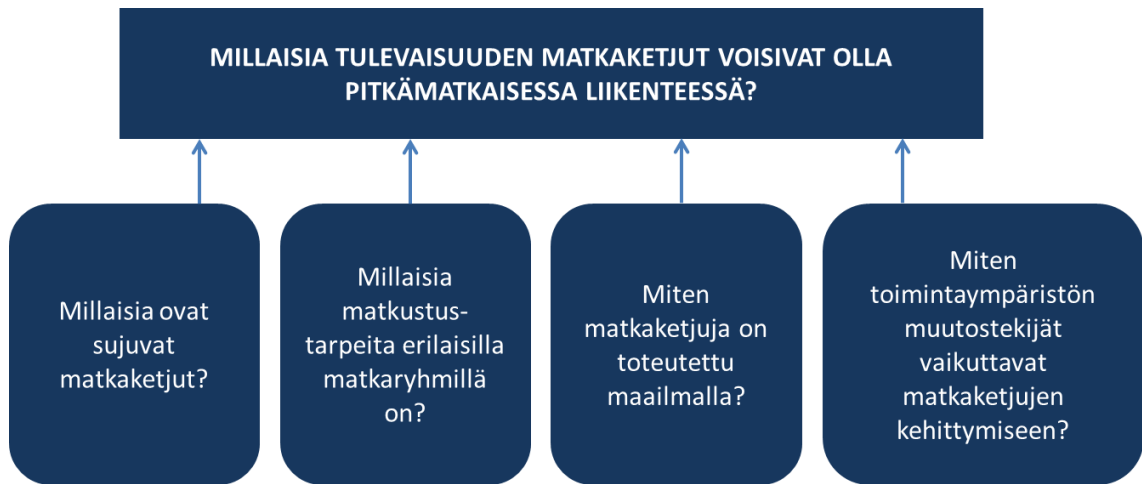 MILLAISIA TULEVAISUUDEN MATKAKETJUT VOISIVAT OLLA
PITKÄMATKAISESSA LIIKENTEESSÄ?
Millaisia ovat
sujuvat
matkaketjut?
Millaisia
matkustus-
tarpeita erilaisilla
matkaryhmillä
on?
Miten
matkaketjuja on
toteutettu
maailmalla?
Miten
toimintaympäristön
muutostekijät
vaikuttavat
matkaketjujen
kehittymiseen?